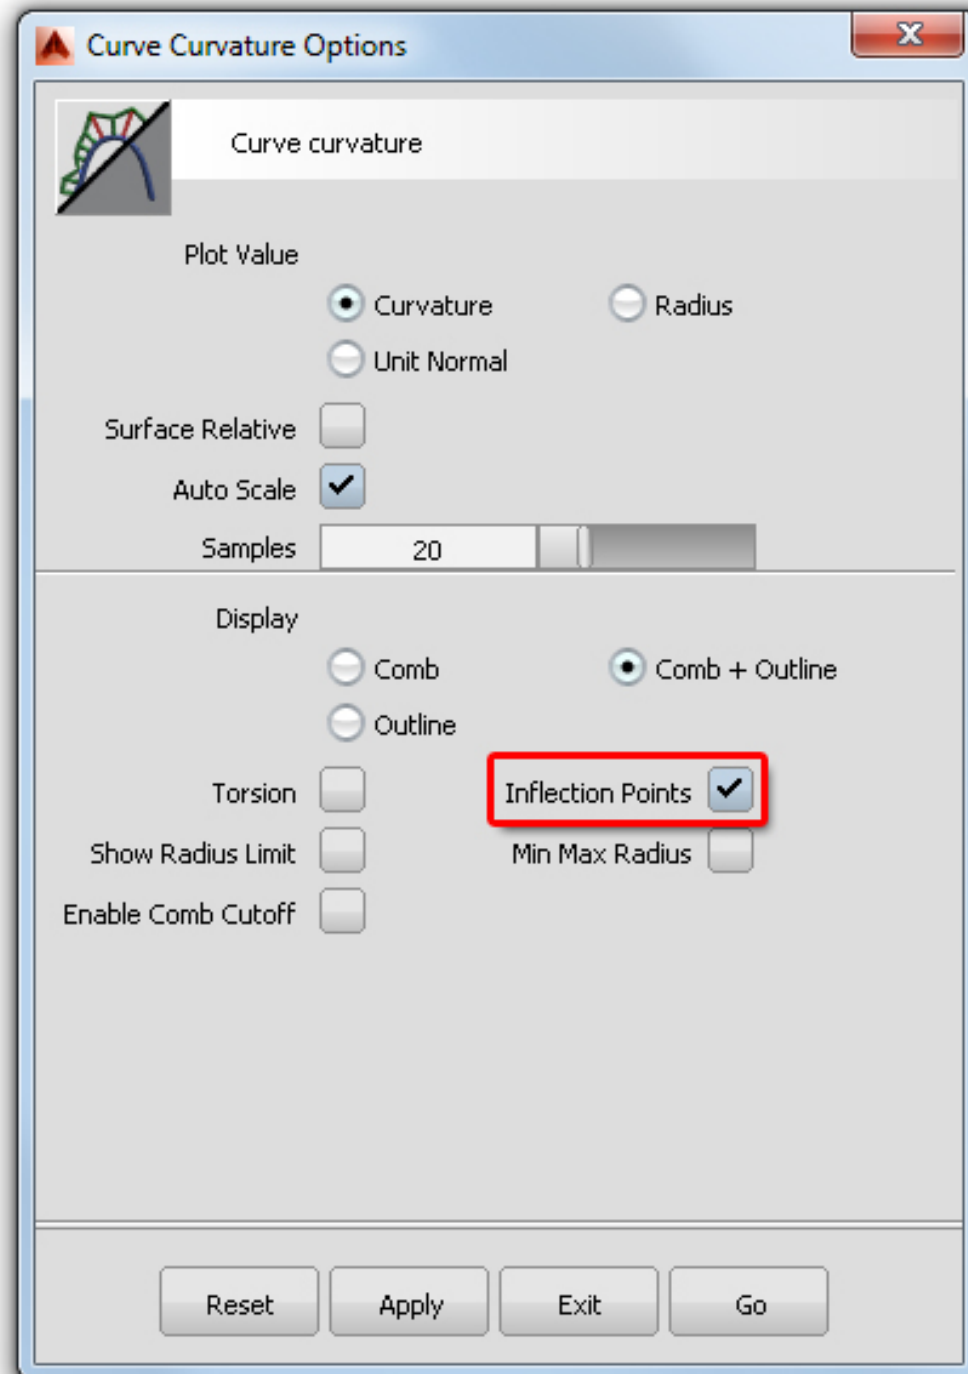 Curve Curvature Options
Curve curvature
Plot Value
Curvature Radius
Unit Normal
Surface Relative
Auto Scale
Samples 20
Display
Comb Comb + Outline
Outline
Torsion Inflection Points
Show Radius Limit Min Max Radius
Enable Comb Cutoff
Reset Apply Exit Go